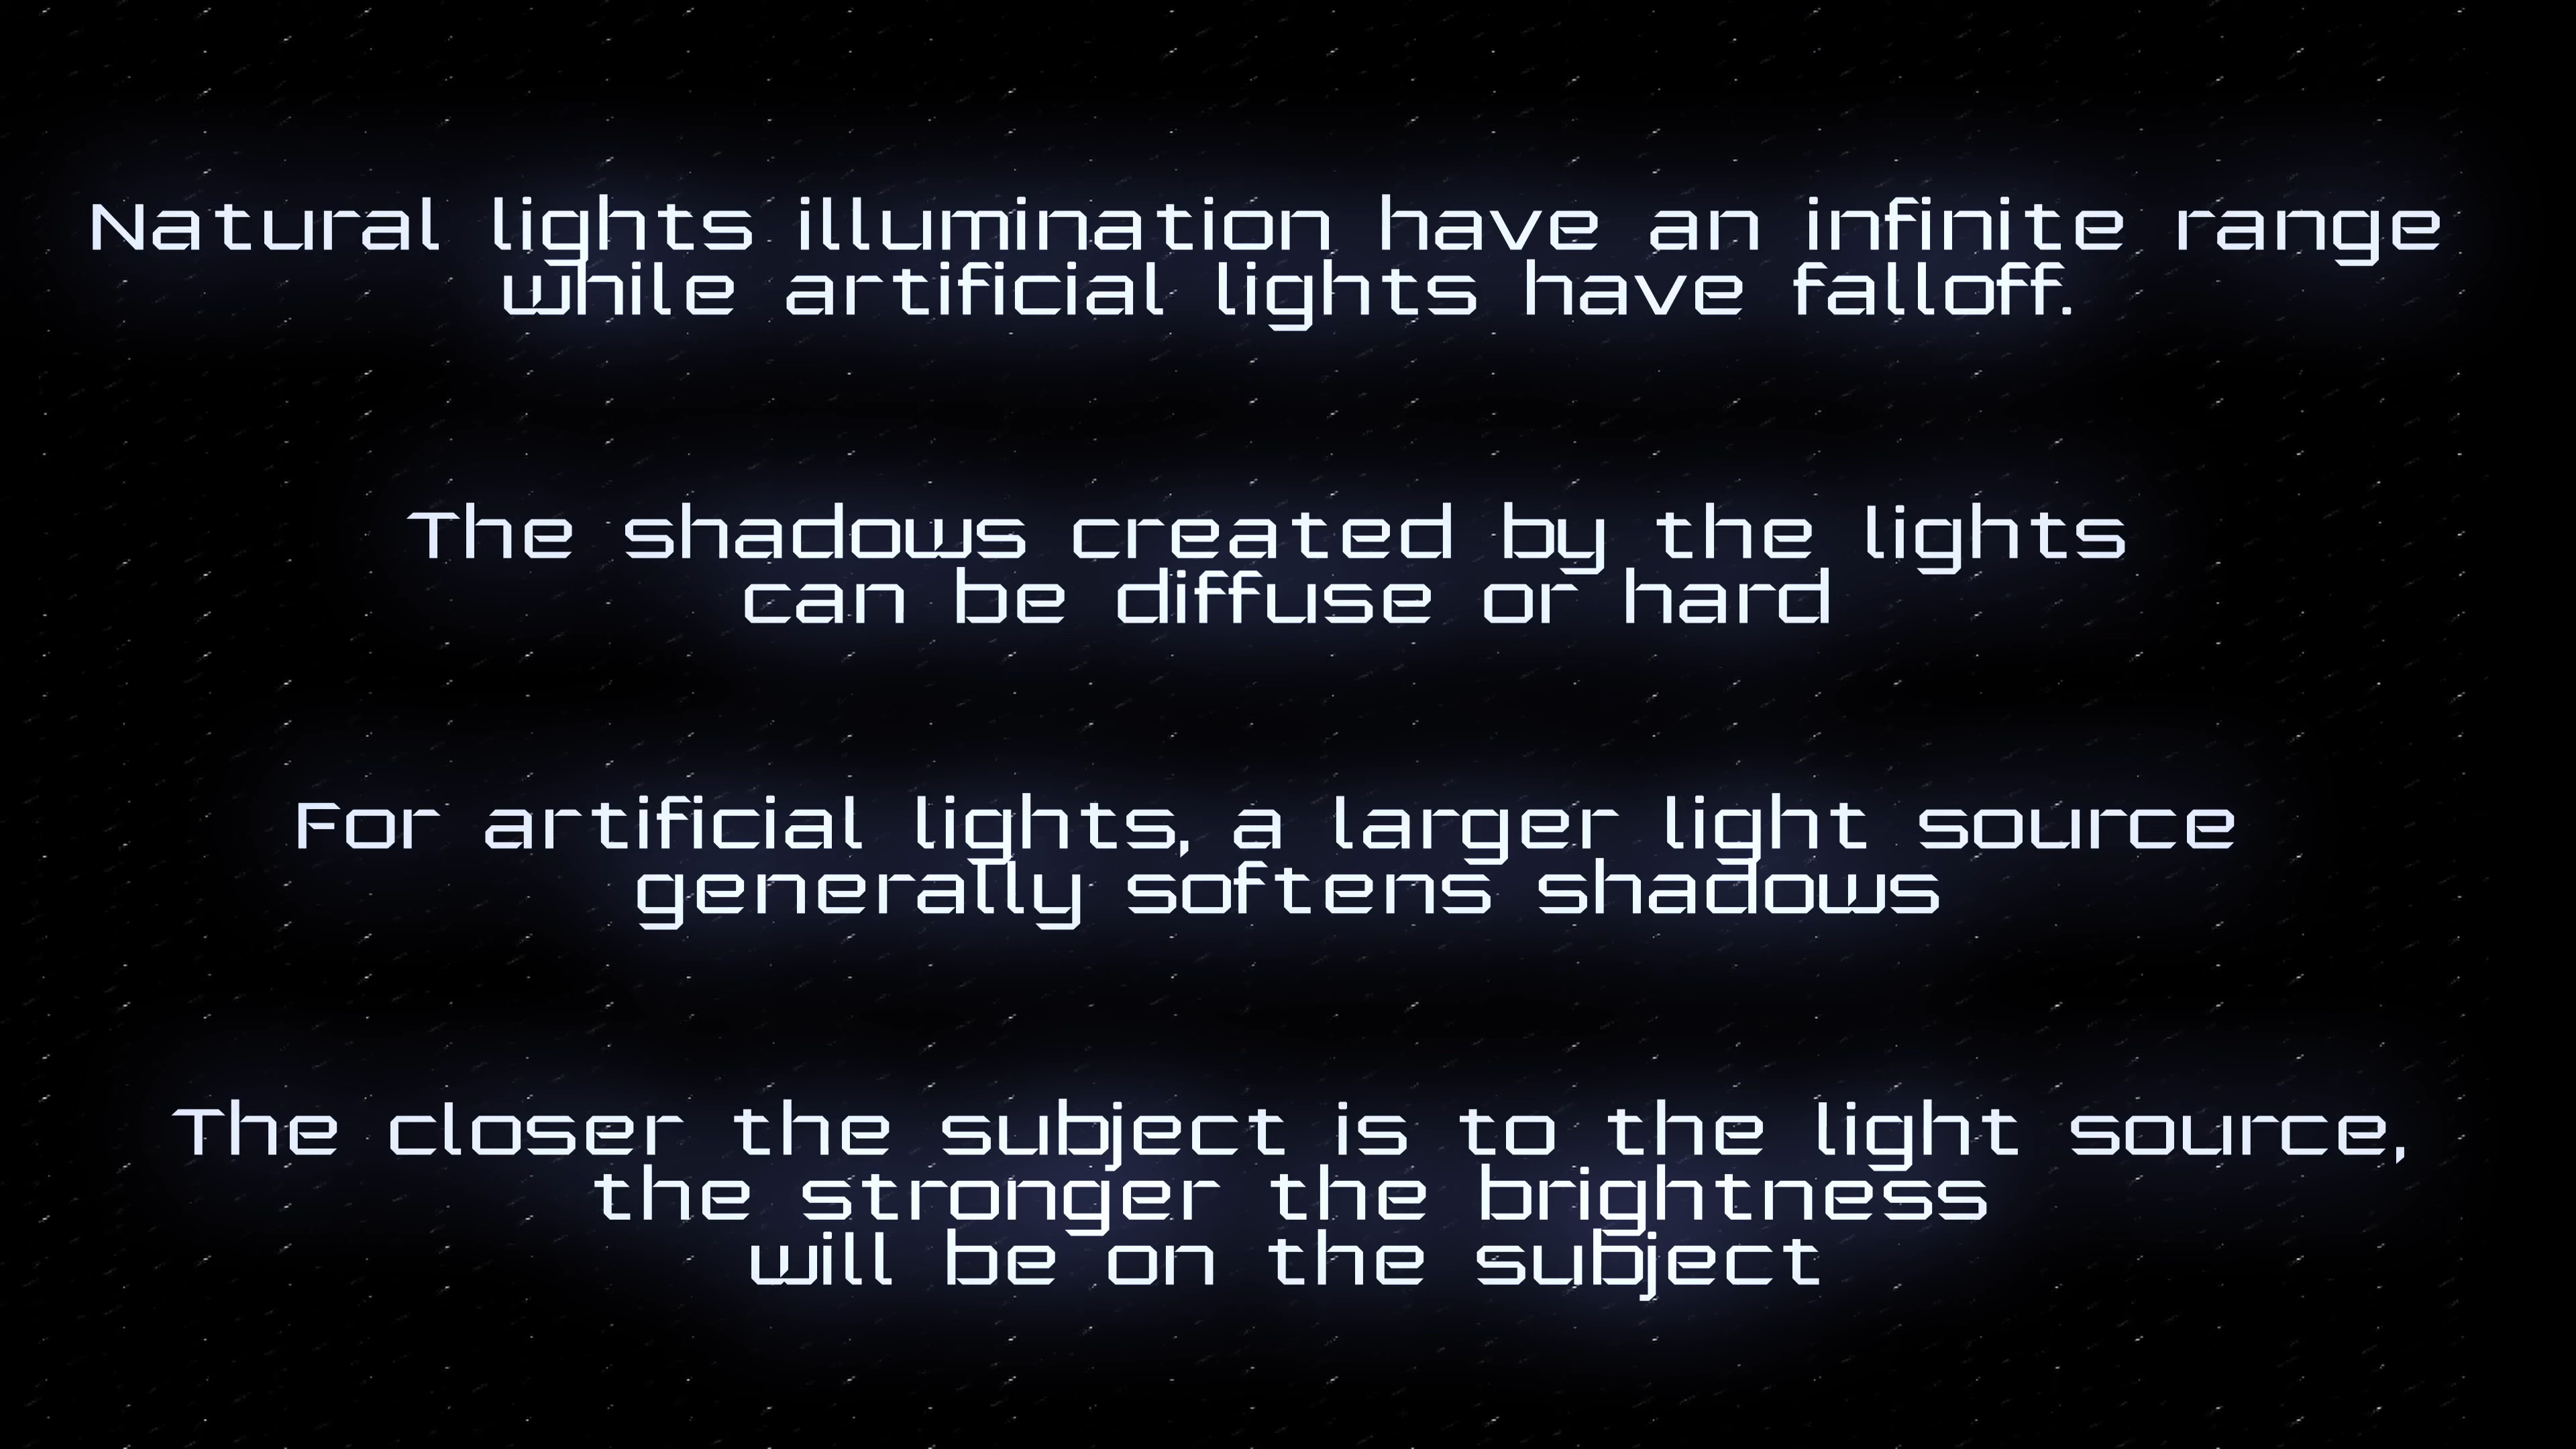 Natural lights illumination have an infinite range
while artificial lights have falloff.
The shadows created by the lights
can be diffuse or hard
For artificial lights, a larger light source
generally softens shadows
The closer the subject is to the light source,
the stronger the brightness
will be on the subject